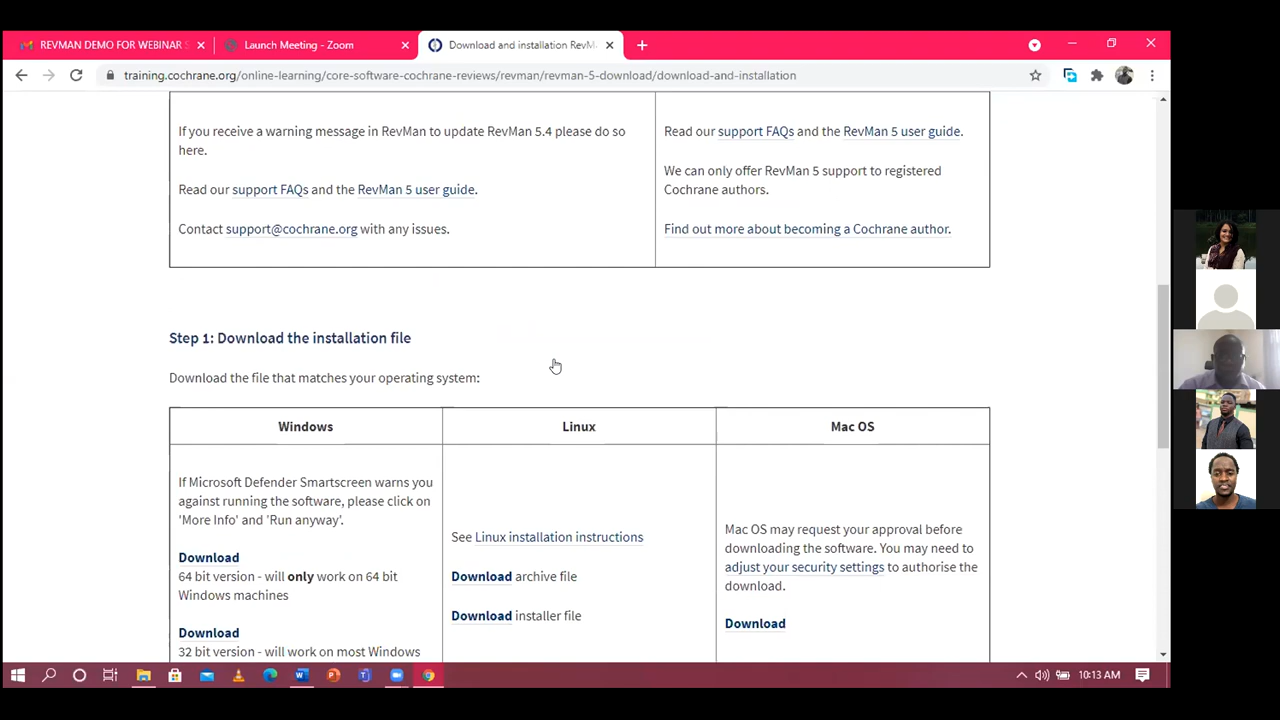 REVMAN DEMO FOR WEBINAR S
Launch Meeting - Zoom
Download and installation RevM
training.cochrane.org/online-learning/core-software-cochrane-reviews/revman/revman-5-download/download-and-installation
If you receive a warning message in RevMan to update RevMan 5.4 please do so
here.
Read our support FAQs and the RevMan 5 user guide.
Contact support@cochrane.org with any issues.
Read our support FAQs and the RevMan 5 user guide.
We can only offer RevMan 5 support to registered
Cochrane authors.
Find out more about becoming a Cochrane author.
Step 1: Download the installation file
Download the file that matches your operating system:
Windows
Linux
Mac OS
If Microsoft Defender Smartscreen warns you
against running the software, please click on
'More Info' and 'Run anyway'.
Download
64 bit version - will only work on 64 bit
Windows machines
Download
32 bit version - will work on most Windows
See Linux installation instructions
Download archive file
Download installer file
Mac OS may request your approval before
downloading the software. You may need to
adjust your security settings to authorise the
download.
Download
10:13 AM